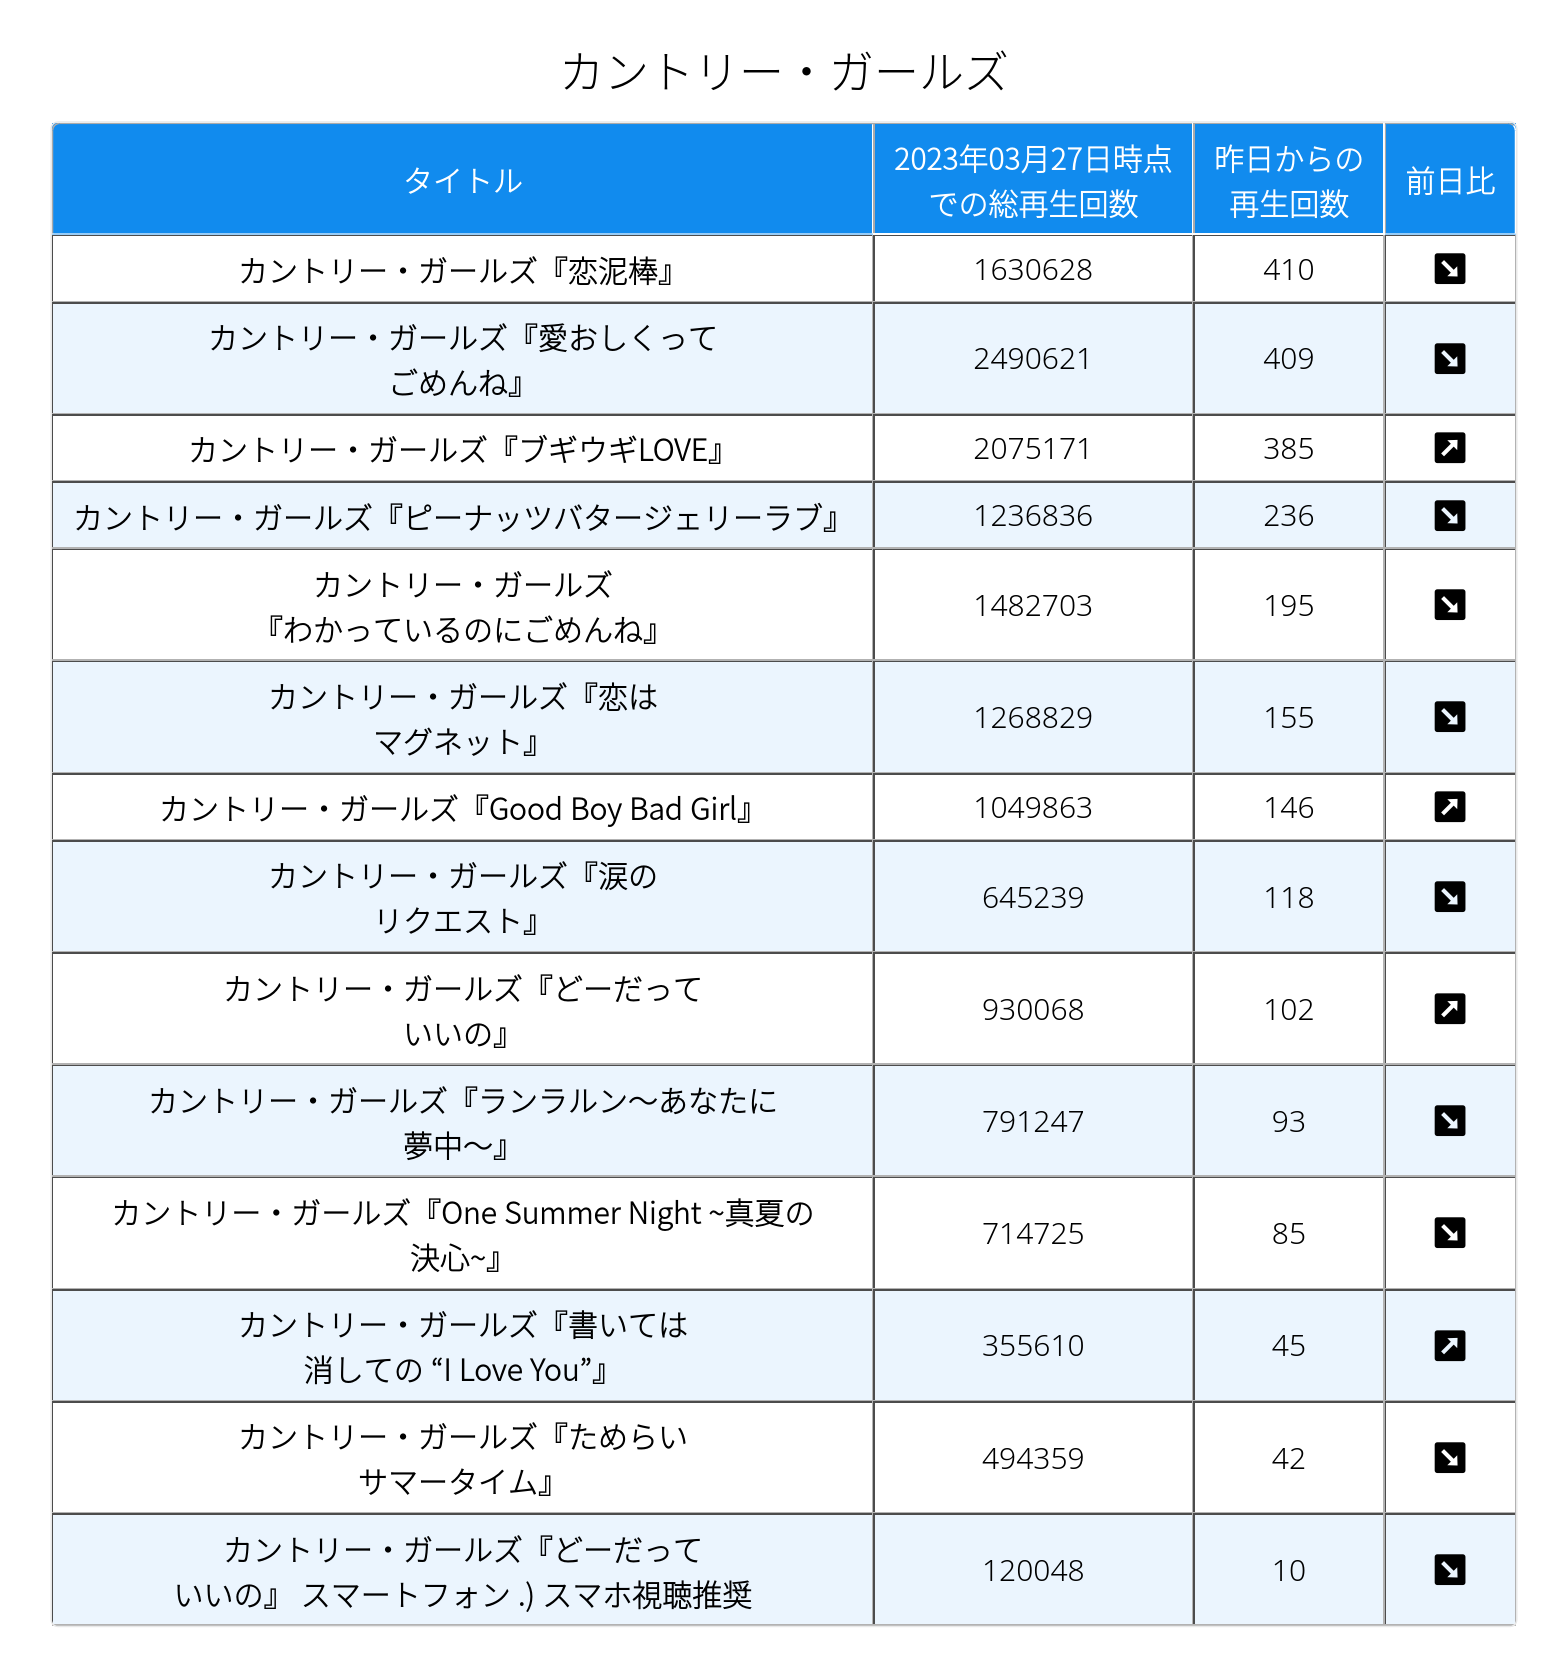 カントリー・ガールズ
タイトル
2023年03月27日時点
での総再生回数
昨日からの
再生回数
前日比
カントリー・ガールズ『恋泥棒』
1630628
410
カントリー・ガールズ『愛おしくって
ごめんね』
2490621
409
カントリー・ガールズ『ブギウギLOVE』
2075171
385
カントリー・ガールズ『ピーナッツバタージェリーラブ』
1236836
236
カントリー・ガールズ
『わかっているのにごめんね』
1482703
195
カントリー・ガールズ『恋は
マグネット』
1268829
155
カントリー・ガールズ『Good Boy Bad Girl』
1049863
146
カントリー・ガールズ『涙の
リクエスト』
645239
118
カントリー・ガールズ『どーだって
いいの』
930068
102
カントリー・ガールズ『ランラルン～あなたに
夢中～』
791247
93
カントリー・ガールズ『One Summer Night ~真夏の
決心~』
714725
85
カントリー・ガールズ『書いては
消しての “I Love You”』
355610
45
カントリー・ガールズ『ためらい
サマータイム』
494359
42
カントリー・ガールズ『どーだって
いいの』 スマートフォン .) スマホ視聴推奨
120048
10